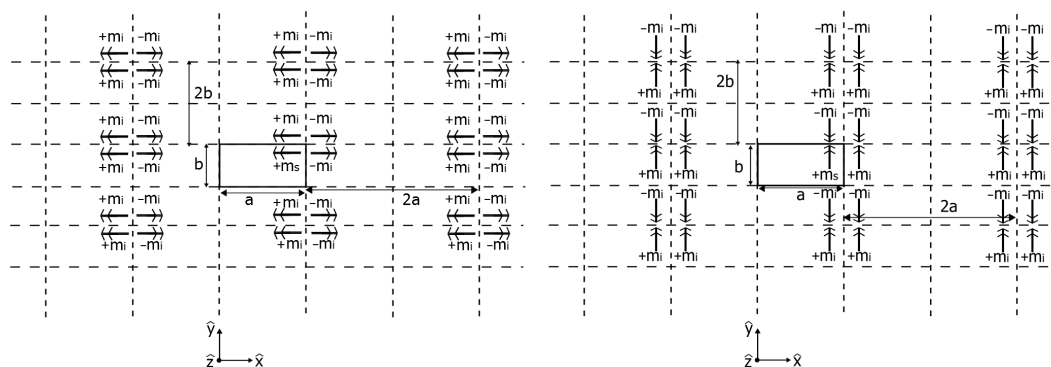 +mᵢ −mᵢ +mᵢ −mᵢ +mᵢ −mᵢ
+mᵢ −mᵢ +mᵢ −mᵢ +mᵢ −mᵢ
2b
+mᵢ −mᵢ +mᵢ −mᵢ +mᵢ −mᵢ
b
+mᵢ −mᵢ +mₛ −mᵢ +mᵢ −mᵢ
a
2a
+mᵢ −mᵢ +mᵢ −mᵢ +mᵢ −mᵢ
+mᵢ −mᵢ +mᵢ −mᵢ +mᵢ −mᵢ
ŷ
ẑ x̂
−mᵢ −mᵢ −mᵢ −mᵢ −mᵢ −mᵢ
2b
+mᵢ +mᵢ +mᵢ +mᵢ +mᵢ +mᵢ
−mᵢ −mᵢ −mᵢ −mᵢ −mᵢ −mᵢ
b
+mᵢ +mᵢ +mₛ +mᵢ +mᵢ +mᵢ
a
−mᵢ −mᵢ −mᵢ −mᵢ −mᵢ −mᵢ
2a
+mᵢ +mᵢ +mᵢ +mᵢ +mᵢ +mᵢ
ŷ
ẑ x̂